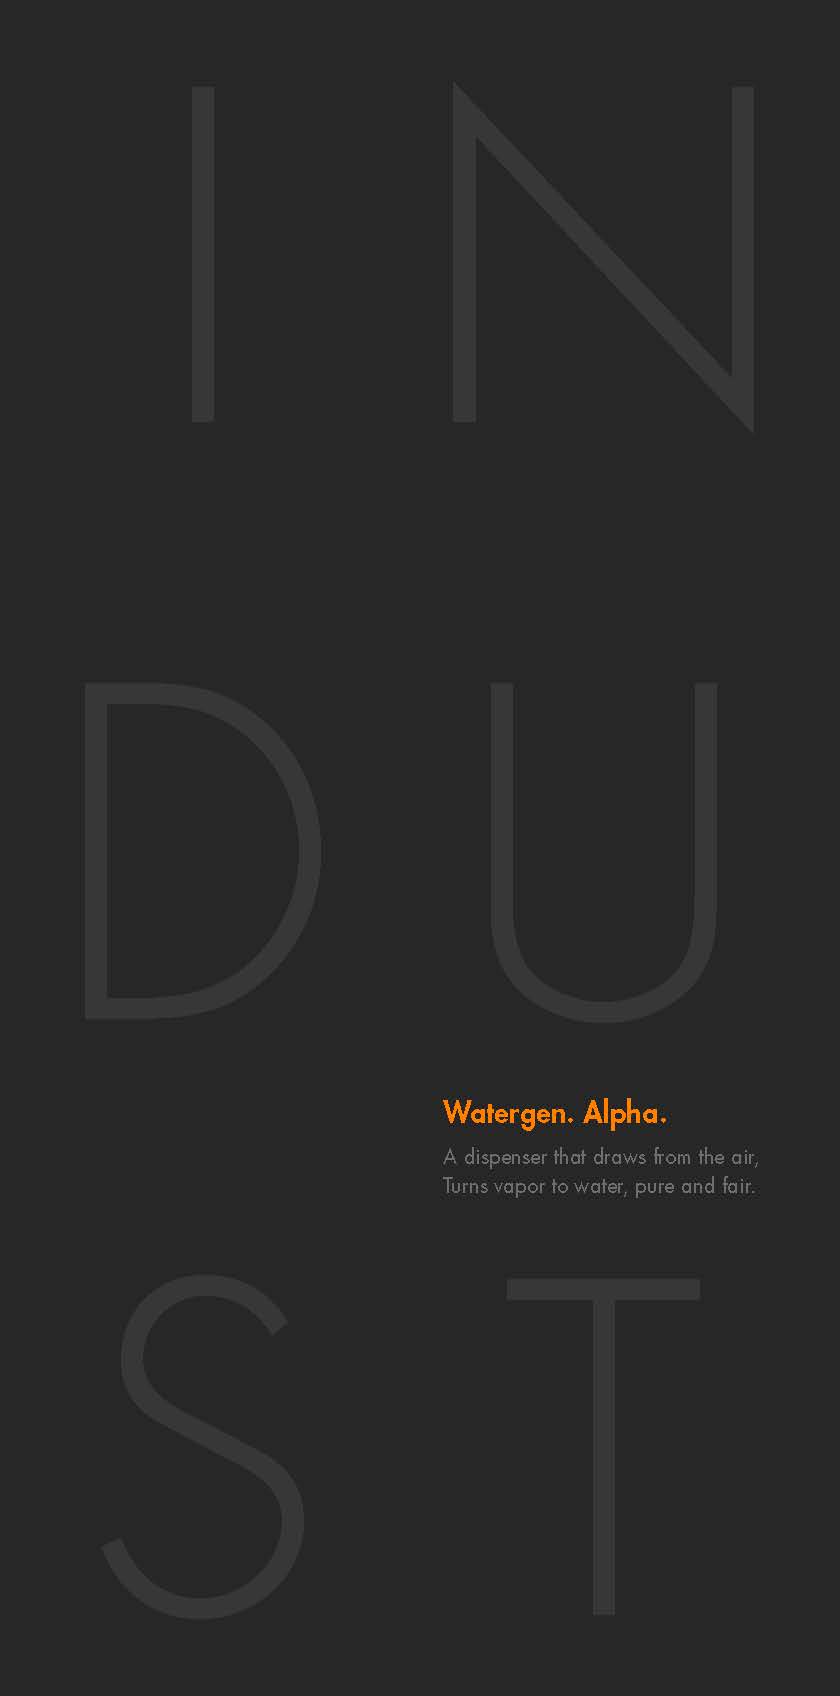 I N
D U
Watergen. Alpha.
A dispenser that draws from the air,
Turns vapor to water, pure and fair.
S T